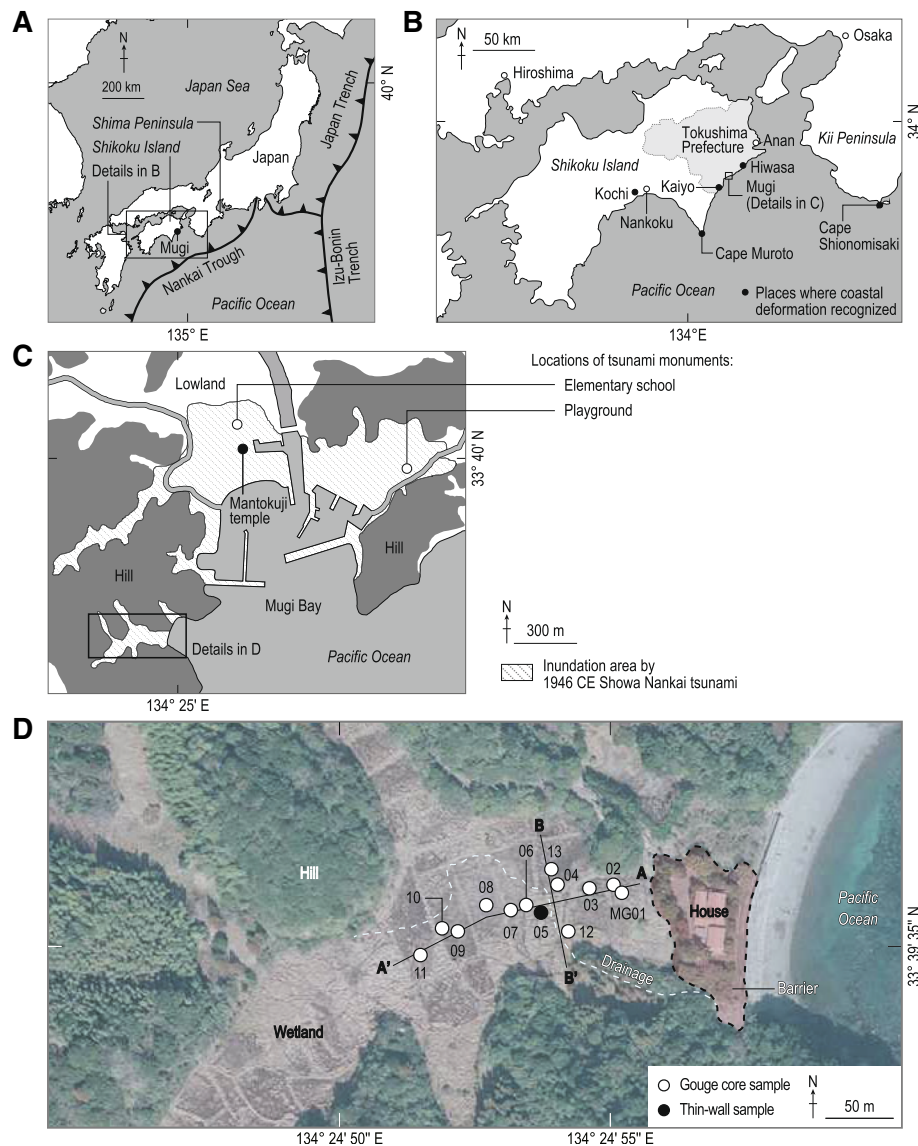 A
N
200 km
Japan Sea
40° N
Japan Trench
Shima Peninsula
Shikoku Island
Details in B
Japan
Mugi
Nankai Trough
Izu-Bonin
Trench
Pacific Ocean
135° E
B
N
50 km
Osaka
Hiroshima
34° N
Tokushima
Prefecture
Anan
Kii Peninsula
Shikoku Island
Hiwasa
Kochi
Kaiyo
Mugi
(Details in C)
Nankoku
Cape
Shionomisaki
Cape Muroto
Pacific Ocean
Places where coastal
deformation recognized
134° E
C
Locations of tsunami monuments:
Lowland
Elementary school
Playground
33° 40' N
Mantokuji
temple
Hill
Hill
Mugi Bay
N
300 m
Details in D
Pacific Ocean
Inundation area by
1946 CE Showa Nankai tsunami
134° 25' E
D
B
06
13
02
A
04
Hill
08
10
03
MG01
House
Pacific
Ocean
07
05
12
09
A'
11
B'
Drainage
Barrier
33° 39' 35" N
Wetland
Gouge core sample
Thin-wall sample
N
50 m
134° 24' 50" E
134° 24' 55" E